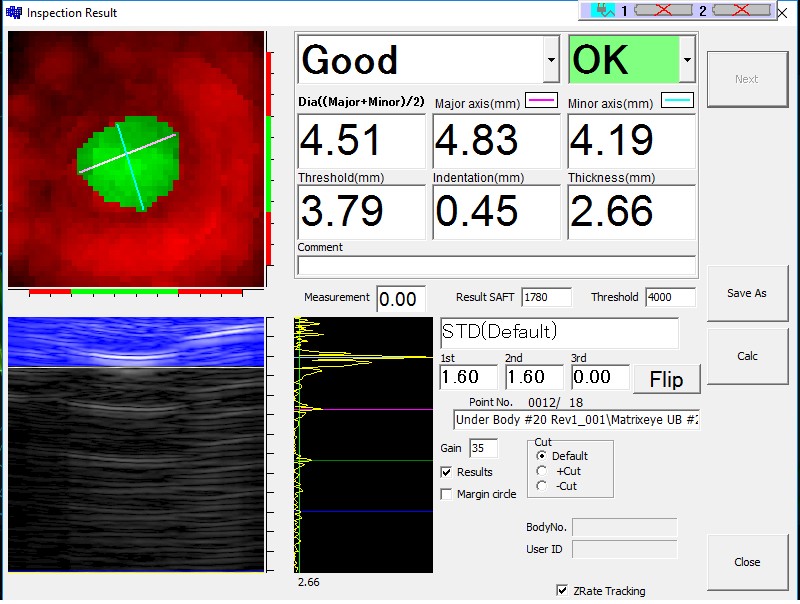 Inspection Result
1 2
Good OK
Next
Dia((Major+Minor)/2) Major axis(mm) Minor axis(mm)
4.51 4.83 4.19
Threshold(mm) Indentation(mm) Thickness(mm)
3.79 0.45 2.66
Comment
Measurement 0.00 Result SAFT 1780 Threshold 4000
Save As
STD(Default)
Calc
1st 2nd 3rd
1.60 1.60 0.00 Flip
Point No. 0012/ 18
Under Body #20 Rev1_001\Matrixeye UB #2
Gain 35
Cut
Default
+Cut
-Cut
Results
Margin circle
BodyNo.
User ID
Close
2.66
ZRate Tracking